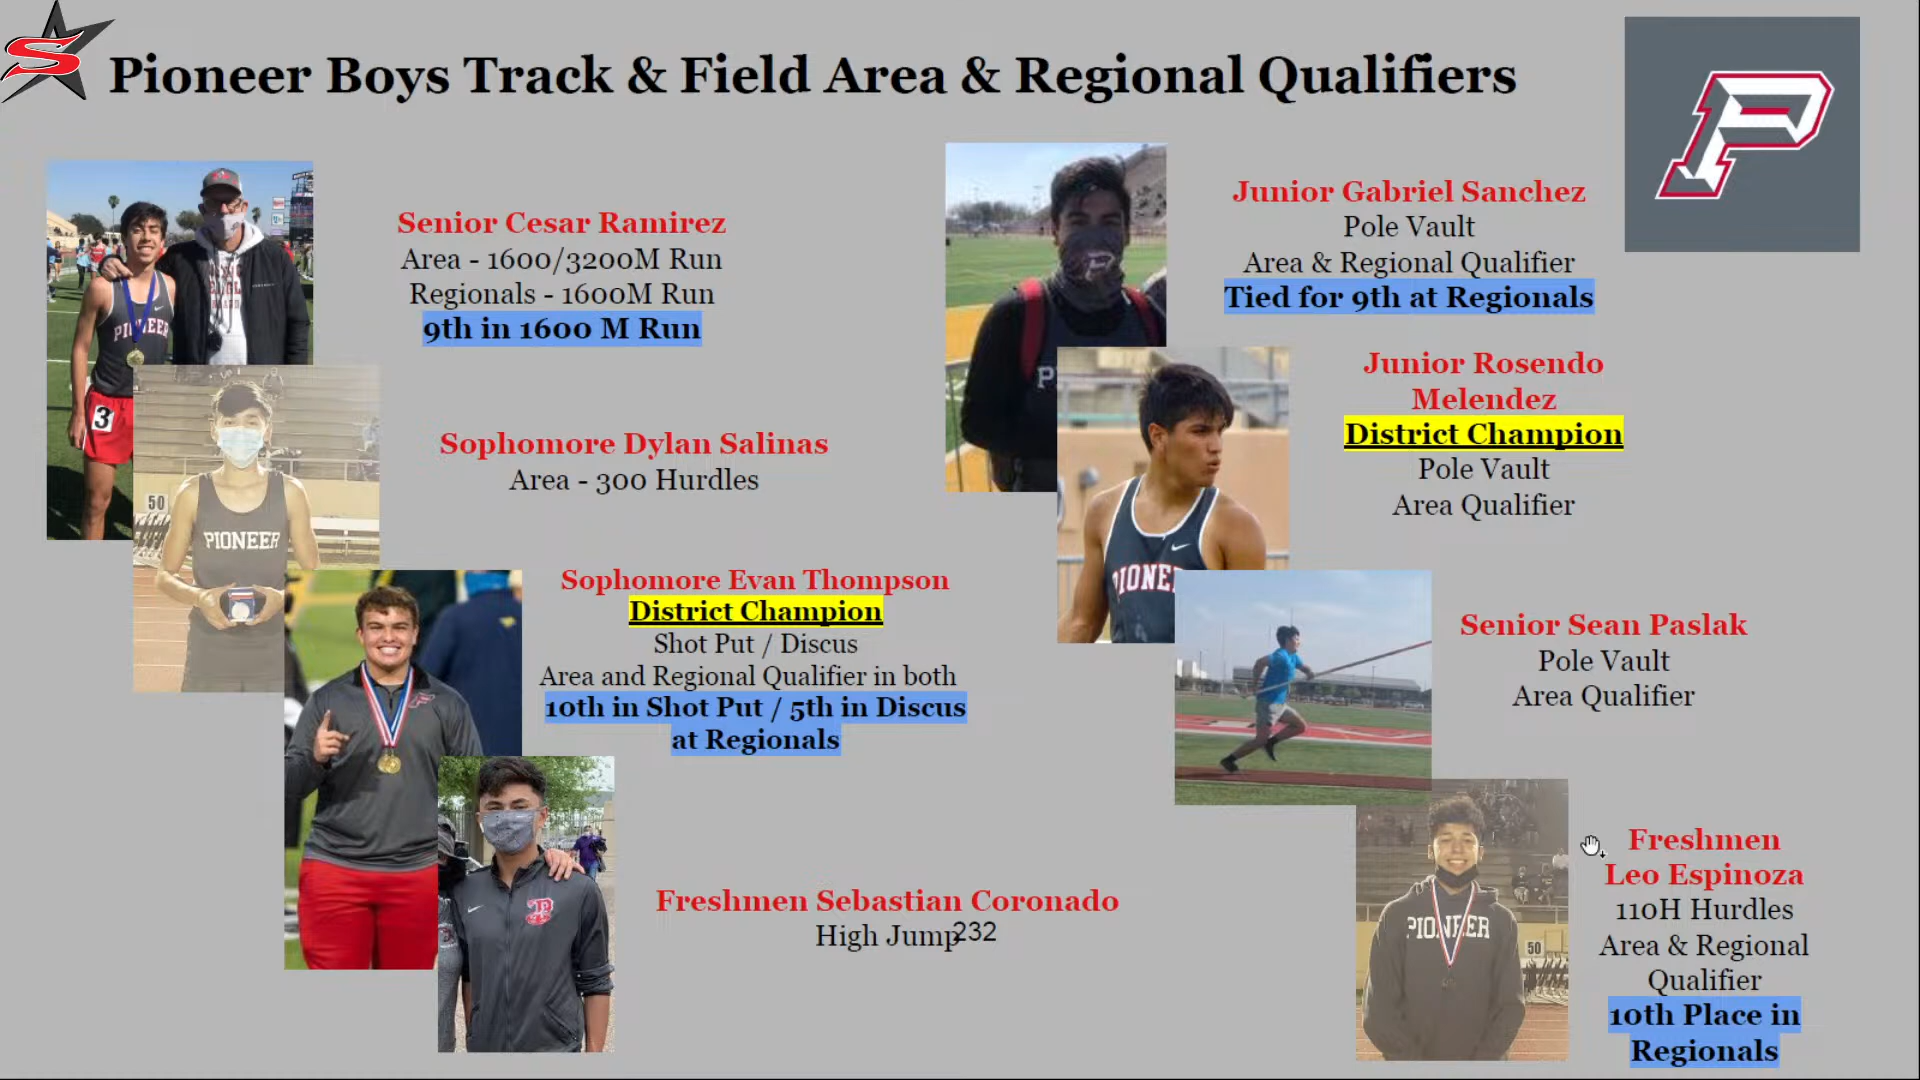 S
Pioneer Boys Track & Field Area & Regional Qualifiers
P
Senior Cesar Ramirez
Area - 1600/3200M Run
Regionals - 1600M Run
9th in 1600 M Run
PIONEER
3
Sophomore Dylan Salinas
Area - 300 Hurdles
50
PIONEER
Sophomore Evan Thompson
District Champion
Shot Put / Discus
Area and Regional Qualifier in both
10th in Shot Put / 5th in Discus
at Regionals
Freshmen Sebastian Coronado
High Jump
232
Junior Gabriel Sanchez
Pole Vault
Area & Regional Qualifier
Tied for 9th at Regionals
P
Junior Rosendo
Melendez
District Champion
Pole Vault
Area Qualifier
PIONE
Senior Sean Paslak
Pole Vault
Area Qualifier
PIONEER
50
Freshmen
Leo Espinoza
110H Hurdles
Area & Regional
Qualifier
10th Place in
Regionals